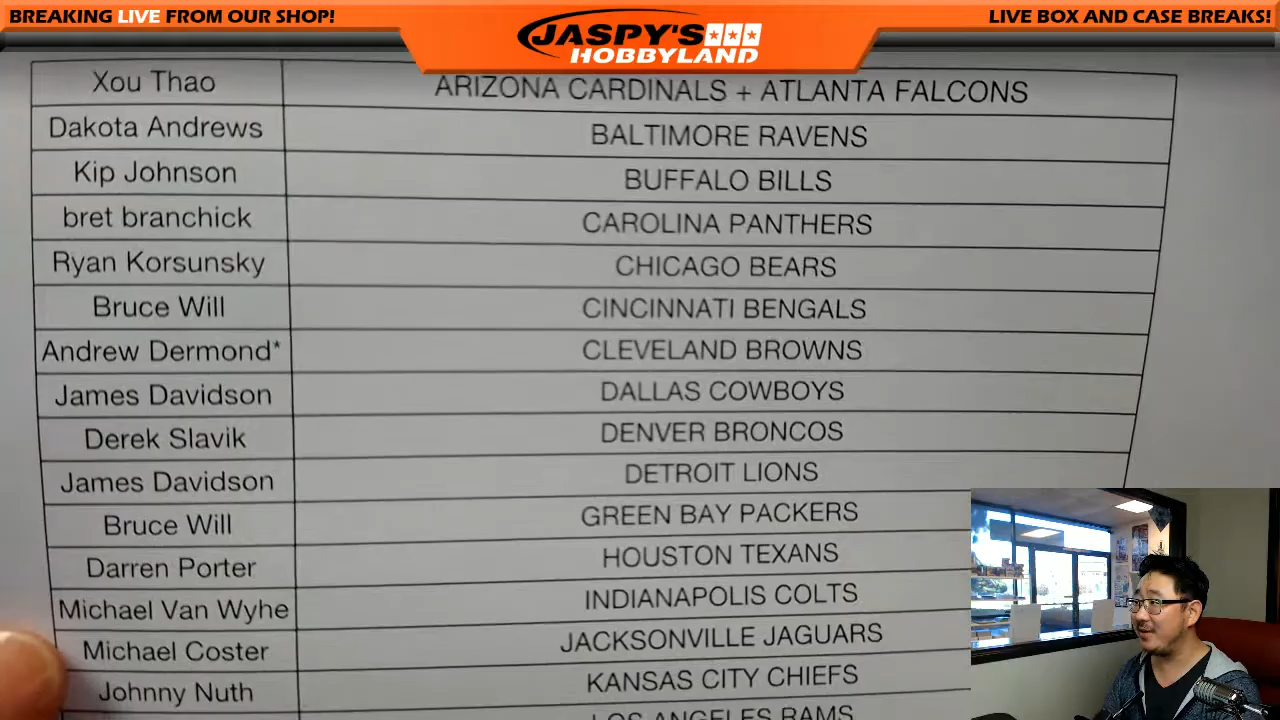 BREAKING LIVE FROM OUR SHOP!
JASPY'S
HOBBYLAND
LIVE BOX AND CASE BREAKS!
Xou Thao ARIZONA CARDINALS + ATLANTA FALCONS
Dakota Andrews BALTIMORE RAVENS
Kip Johnson BUFFALO BILLS
bret branchick CAROLINA PANTHERS
Ryan Korsunsky CHICAGO BEARS
Bruce Will CINCINNATI BENGALS
Andrew Dermond* CLEVELAND BROWNS
James Davidson DALLAS COWBOYS
Derek Slavik DENVER BRONCOS
James Davidson DETROIT LIONS
Bruce Will GREEN BAY PACKERS
Darren Porter HOUSTON TEXANS
Michael Van Wyhe INDIANAPOLIS COLTS
Michael Coster JACKSONVILLE JAGUARS
Johnny Nuth KANSAS CITY CHIEFS
LOS ANGELES RAMS